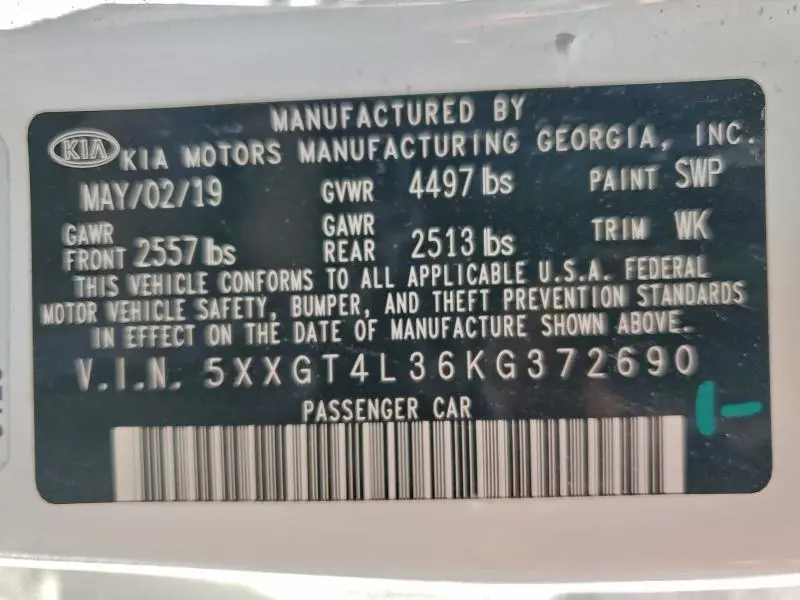 MANUFACTURED BY
KIA KIA MOTORS MANUFACTURING GEORGIA, INC.
MAY/02/19 GVWR 4497 lbs PAINT SWP
GAWR FRONT 2557 lbs GAWR REAR 2513 lbs TRIM WK
THIS VEHICLE CONFORMS TO ALL APPLICABLE U.S.A. FEDERAL
MOTOR VEHICLE SAFETY, BUMPER, AND THEFT PREVENTION STANDARDS
IN EFFECT ON THE DATE OF MANUFACTURE SHOWN ABOVE.
V.I.N. 5XXGT4L36KG372690
PASSENGER CAR